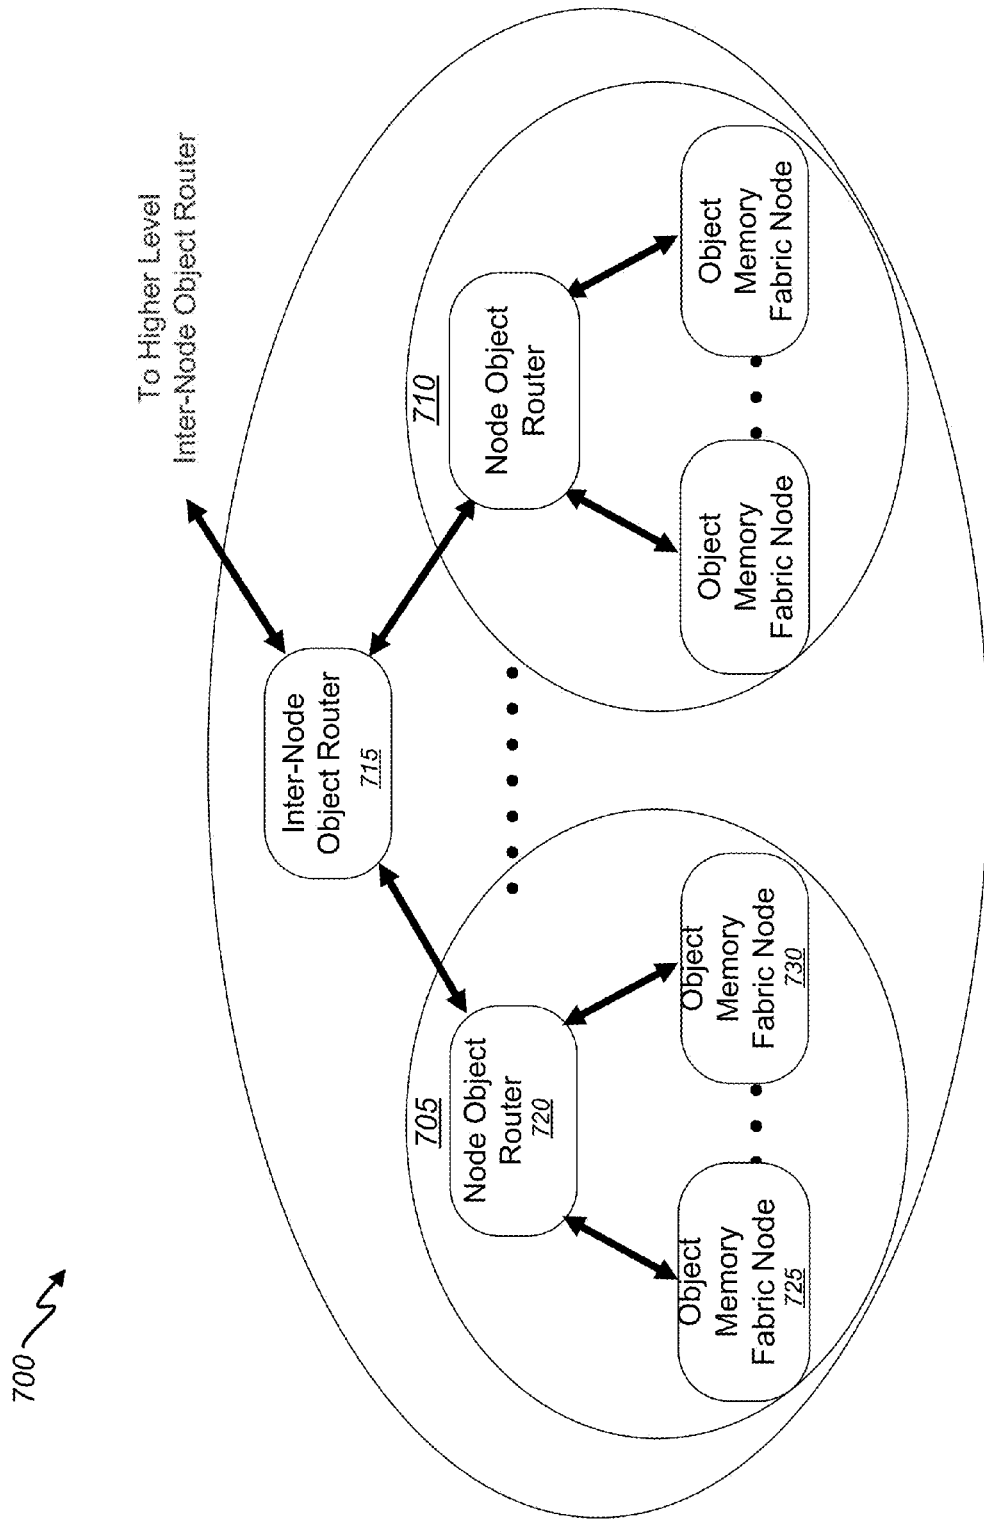 700
To Higher Level
Inter-Node Object Router
Inter-Node
Object Router
715
705
Node Object
Router
720
710
Node Object
Router
Object
Memory
Fabric Node
725
Object
Memory
Fabric Node
730
Object
Memory
Fabric Node
Object
Memory
Fabric Node